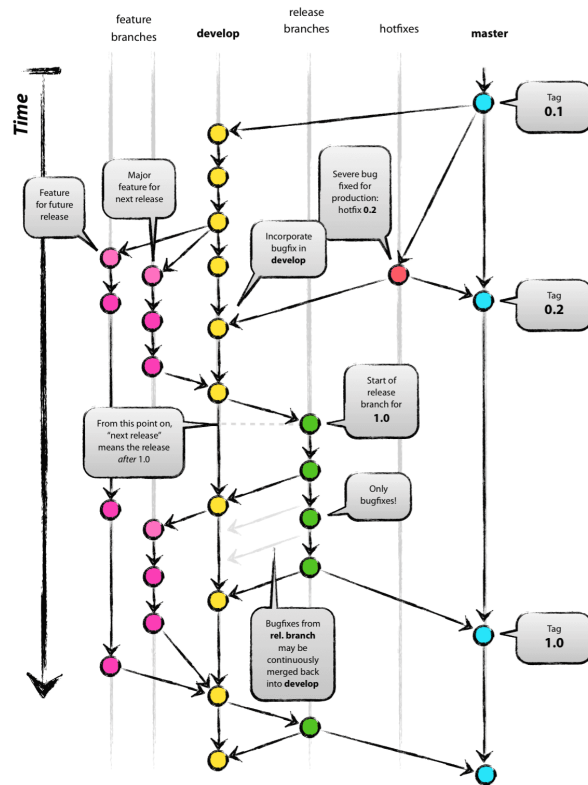 feature
branches
develop
release
branches
hotfixes
master
Time
Tag
0.1
Major
feature for
next release
Feature
for future
release
Severe bug
fixed for
production:
hotfix 0.2
Incorporate
bugfix in
develop
Tag
0.2
Start of
release
branch for
1.0
From this point on,
“next release”
means the release
after 1.0
Only
bugfixes!
Bugfixes from
rel. branch
may be
continuously
merged back
into develop
Tag
1.0